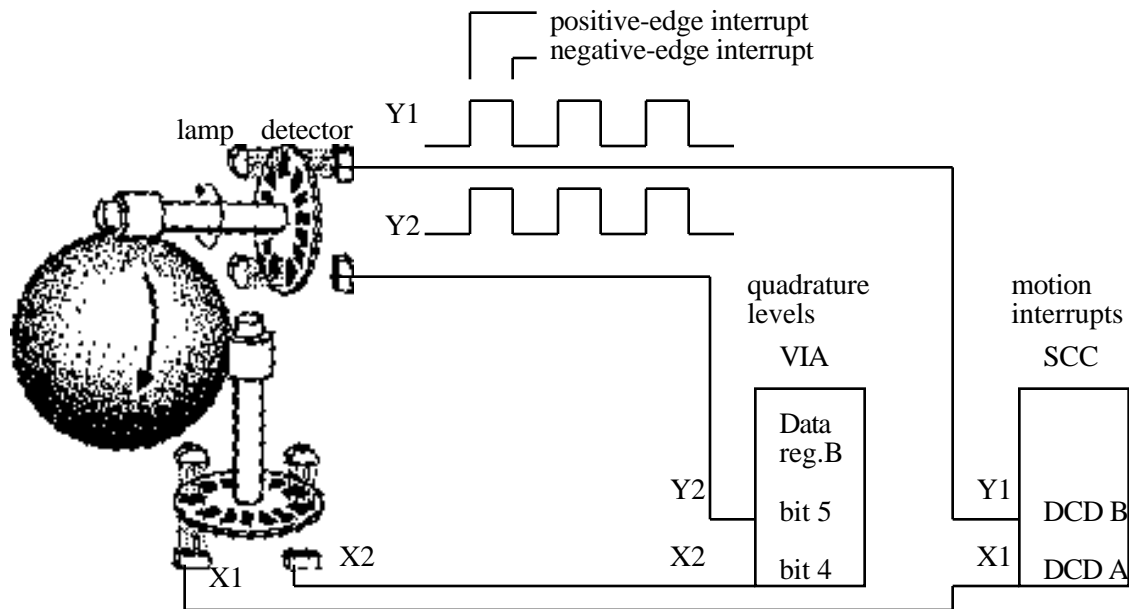 positive-edge interrupt
negative-edge interrupt
Y1
lamp detector
Y2
quadrature
levels
motion
interrupts
VIA
SCC
Data
reg.B
Y2
bit 5
Y1
DCD B
X1
X2
X2
bit 4
X1
DCD A